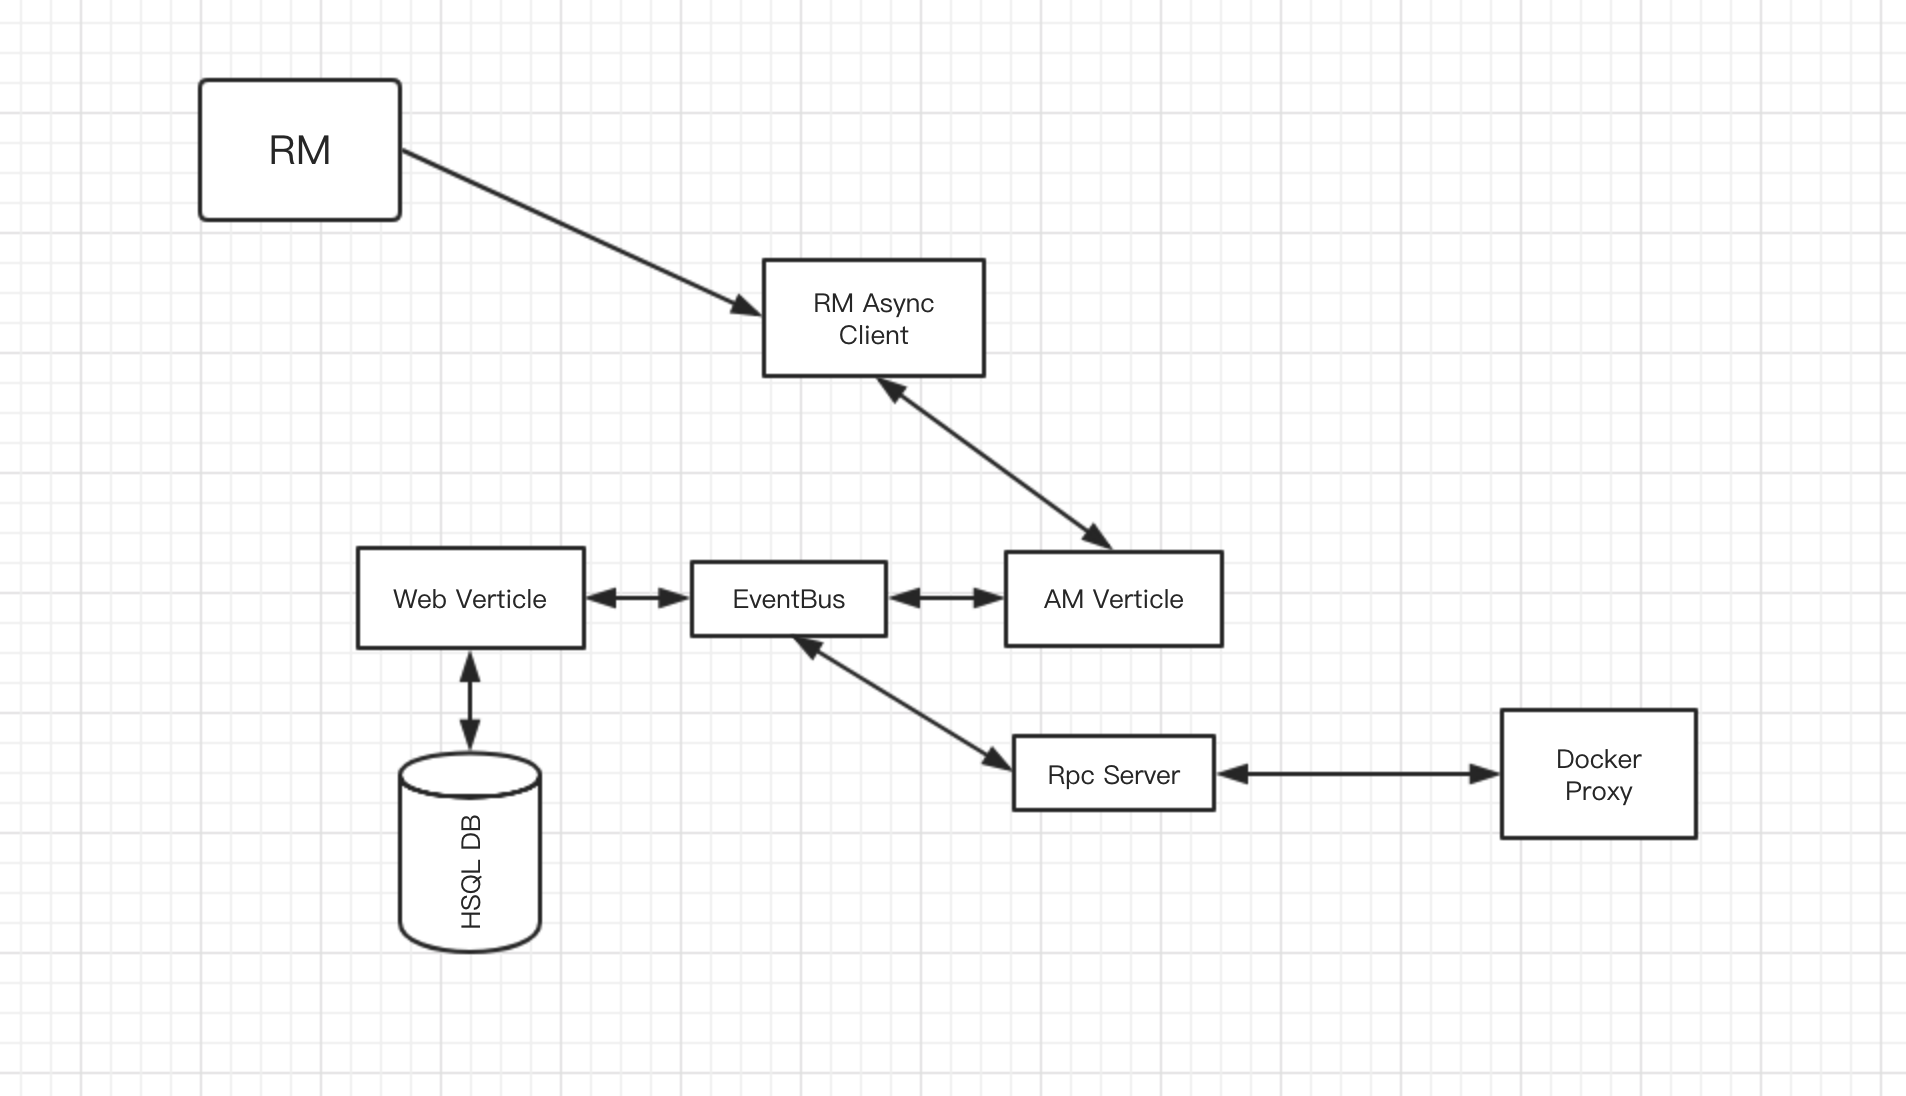 RM
RM Async
Client
Web Verticle
EventBus
AM Verticle
Rpc Server
Docker
Proxy
HSQL DB